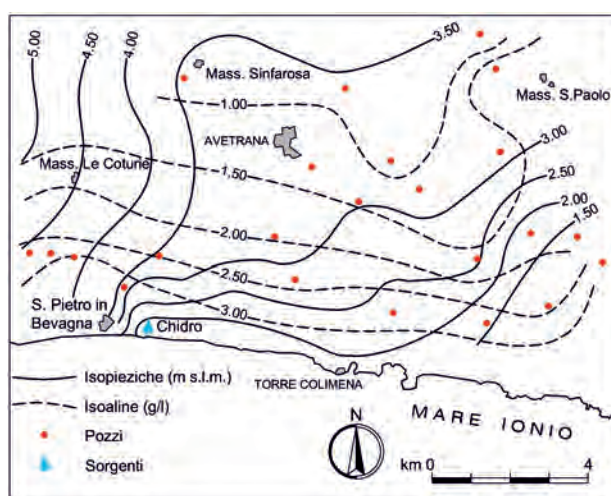 5.00
4.50
4.00
3.50
Mass. Sinfarosa
Mass. S.Paolo
1.00
AVETRANA
3.00
Mass. Le Cotune
1.50
2.50
2.00
1.50
2.00
2.50
S. Pietro in
Bevagna
3.00
Chidro
Isopieziche (m s.l.m.)
TORRE COLIMENA
Isoaline (g/l)
MARE IONIO
Pozzi
N
Sorgenti
km 0
4